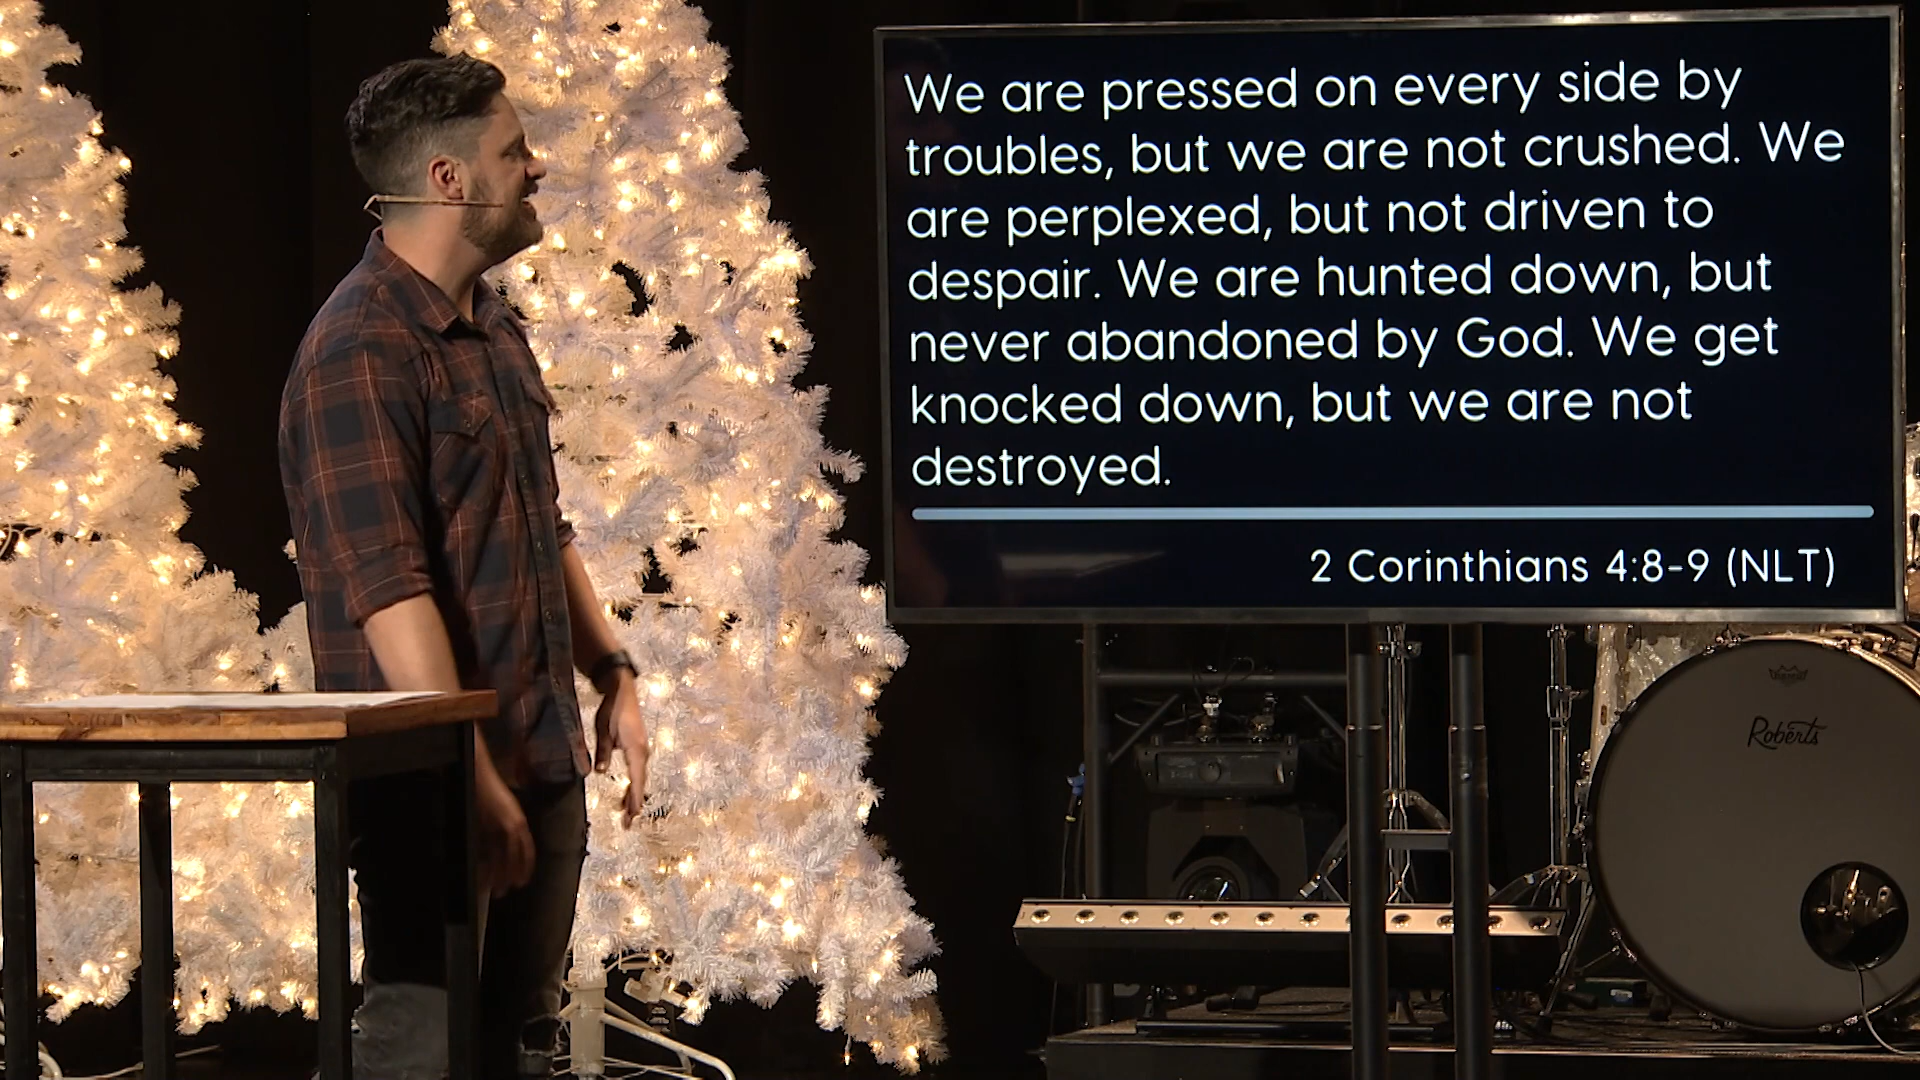 We are pressed on every side by
troubles, but we are not crushed. We
are perplexed, but not driven to
despair. We are hunted down, but
never abandoned by God. We get
knocked down, but we are not
destroyed.
2 Corinthians 4:8-9 (NLT)
Roberts